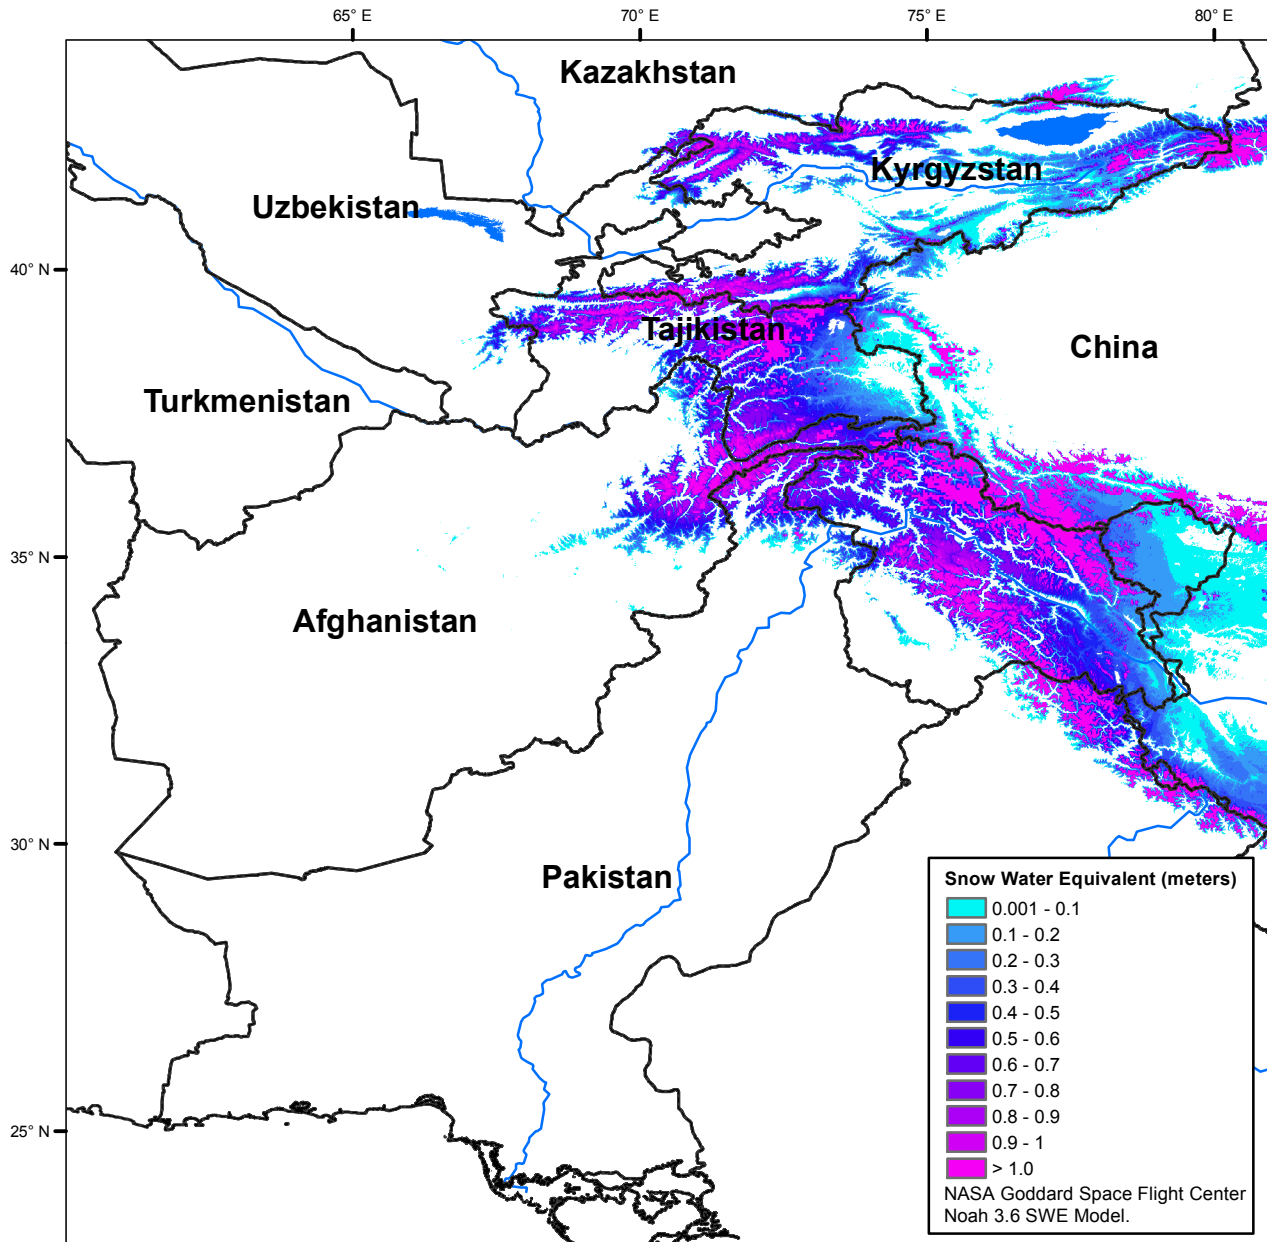 65° E
70° E
75° E
80° E
Kazakhstan
Kyrgyzstan
Uzbekistan
40° N
Tajikistan
China
Turkmenistan
35° N
Afghanistan
30° N
Pakistan
25° N
Snow Water Equivalent (meters)
0.001 - 0.1
0.1 - 0.2
0.2 - 0.3
0.3 - 0.4
0.4 - 0.5
0.5 - 0.6
0.6 - 0.7
0.7 - 0.8
0.8 - 0.9
0.9 - 1
> 1.0
NASA Goddard Space Flight Center
Noah 3.6 SWE Model.